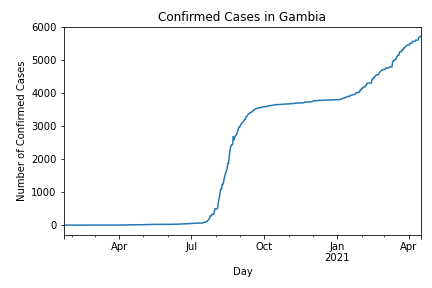 Confirmed Cases in Gambia
Number of Confirmed Cases
6000
5000
4000
3000
2000
1000
0
Apr
Jul
Oct
Jan
2021
Apr
Day